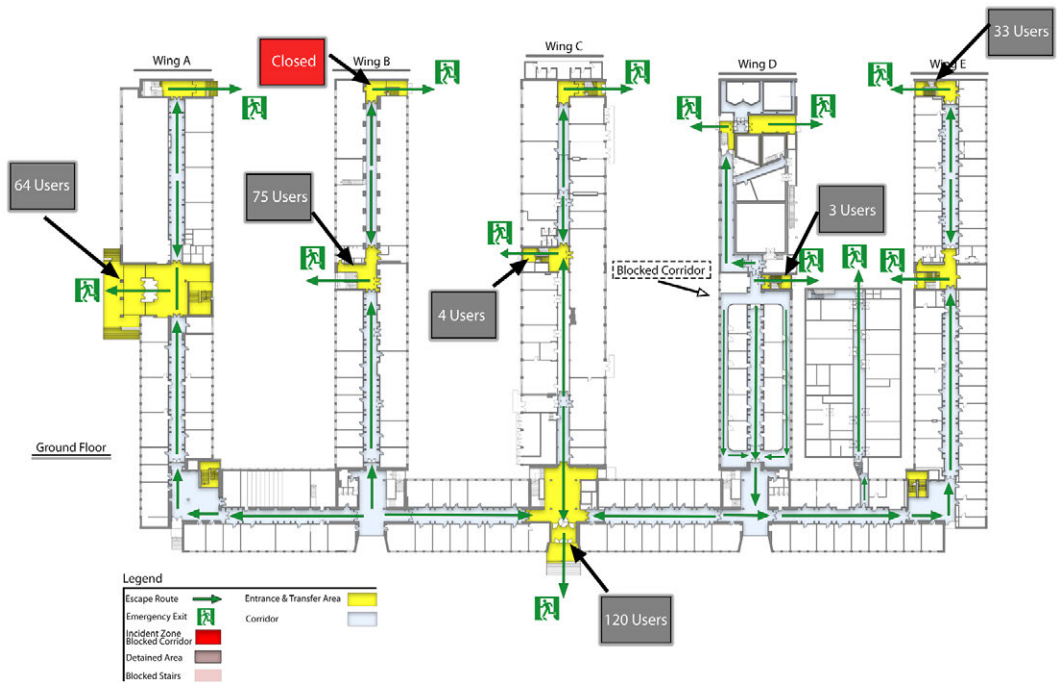 33 Users
Wing C
Closed
Wing A
Wing B
Wing D
Wing E
64 Users
75 Users
3 Users
Blocked Corridor
4 Users
Ground Floor
Legend
Escape Route
Entrance & Transfer Area
Emergency Exit
Corridor
Incident Zone
Blocked Corridor
Detained Area
Blocked Stairs
120 Users